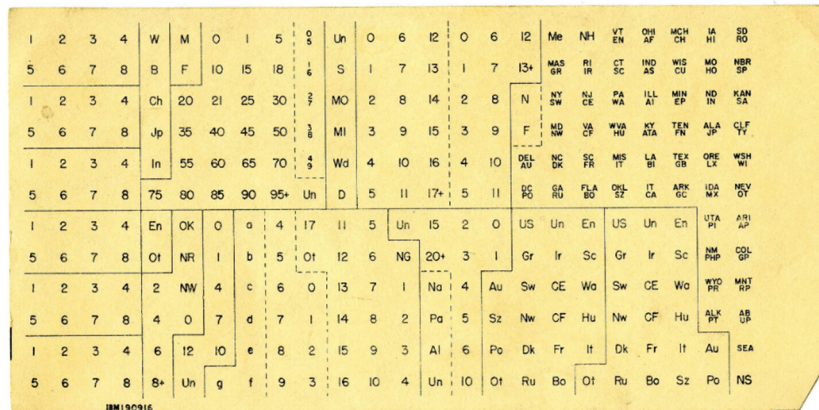 1 2 3 4 W M 0 1 5 0 5 Un 0 6 12 0 6 12 Me NH VT EN OHI AF MCH CH IA HI SD RO
5 6 7 8 B F 10 15 18 1 6 S 1 7 13 1 7 13+ MAS GR RI IR CT SC IND AS WIS CU MO HO NBR SP
1 2 3 4 Ch 20 21 25 30 2 7 MO 2 8 14 2 8 N NY SW NJ CE PA WA ILL AI MIN EP ND IN KAN SA
5 6 7 8 Jp 35 40 45 50 3 8 MI 3 9 15 3 9 F MD NW VA CF WVA HU KY ATA TEN FN ALA JP CLF TY
1 2 3 4 In 55 60 65 70 4 9 Wd 4 10 16 4 10 DEL AU NC DK SC FR MIS IT LA BI TEX GB ORE LX WSH WI
5 6 7 8 75 80 85 90 95+ Un D 5 11 17+ 5 11 DC PO GA RU FLA BO OKL SZ IT CA ARK GC IDA MX NEV OT
1 2 3 4 En OK 0 a 4 17 11 5 Un 15 2 0 US Un En US Un En UTA PI ARI AP
5 6 7 8 Ot NR 1 b 5 Ot 12 6 NG 20+ 3 1 Gr Ir Sc Gr Ir Sc NM PHP COL GP
1 2 3 4 2 NW 4 c 6 0 13 7 1 Na 4 Au Sw CE Wa Sw CE Wa WYO PR MNT RP
5 6 7 8 4 0 7 d 7 1 14 8 2 Pa 5 Sz Nw CF Hu Nw CF Hu ALK PT AB UP
1 2 3 4 6 12 10 e 8 2 15 9 3 Al 6 Po Dk Fr It Dk Fr It Au SEA
5 6 7 8 8+ Un g f 9 3 16 10 4 Un 10 Ot Ru Bo Ot Ru Bo Sz Po NS
IBM190916